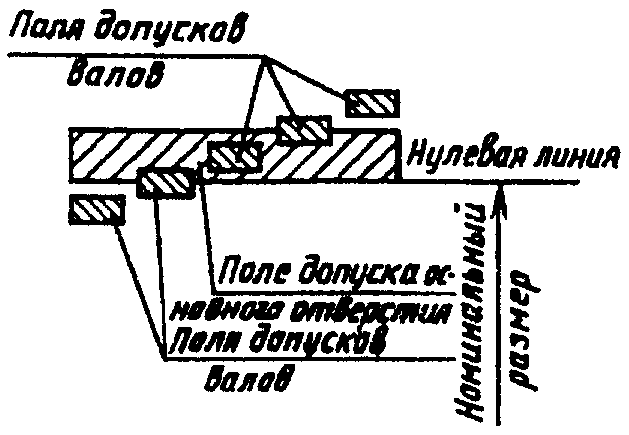 Поля допусков
валов
Нулевая линия
Поле допуска ос-
новного отверстия
Поля допусков
валов
Номинальный
размер